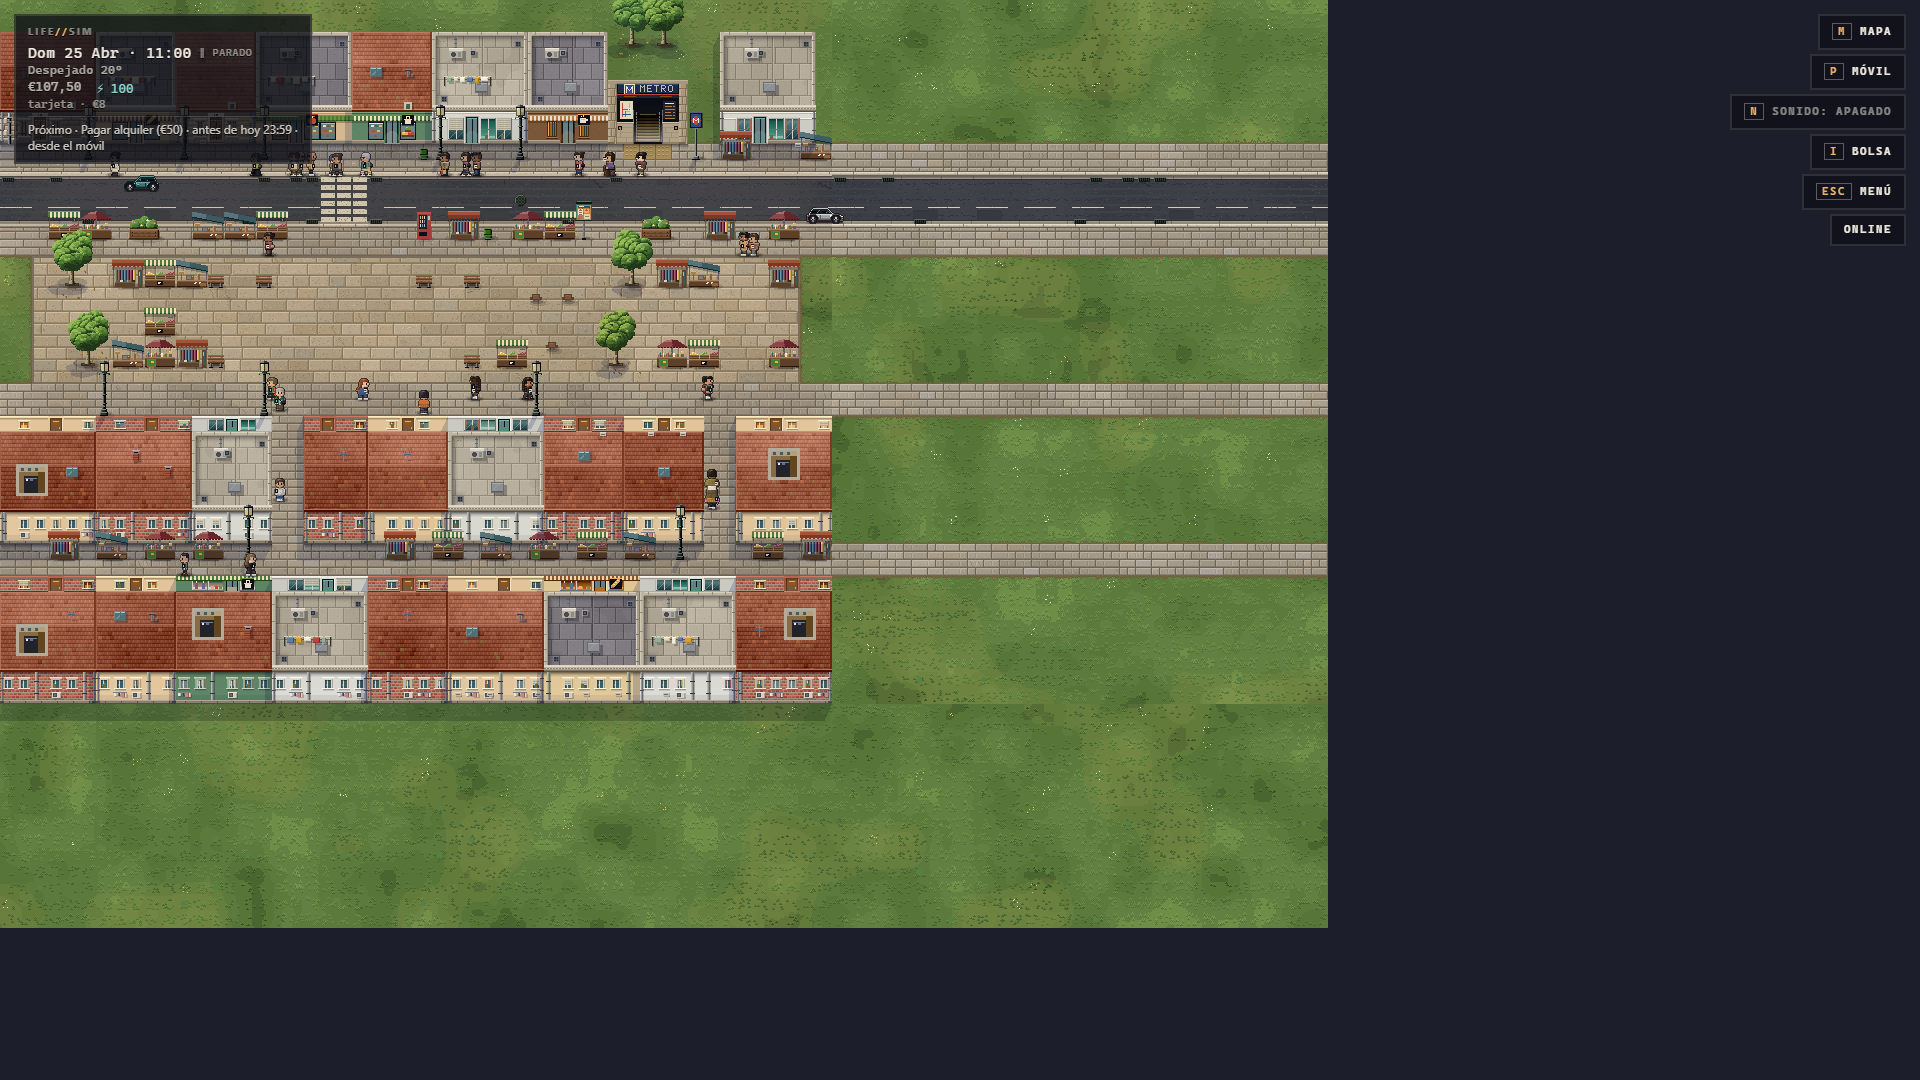 LIFE//SIM
Dom 25 Abr · 11:00 PARADO
Despejado 20°
€107,50 ⚡ 100
tarjeta · €8
Próximo · Pagar alquiler (€50) · antes de hoy 23:59 ·
desde el móvil
M METRO
M
M MAPA
P MÓVIL
N SONIDO: APAGADO
I BOLSA
ESC MENÚ
ONLINE